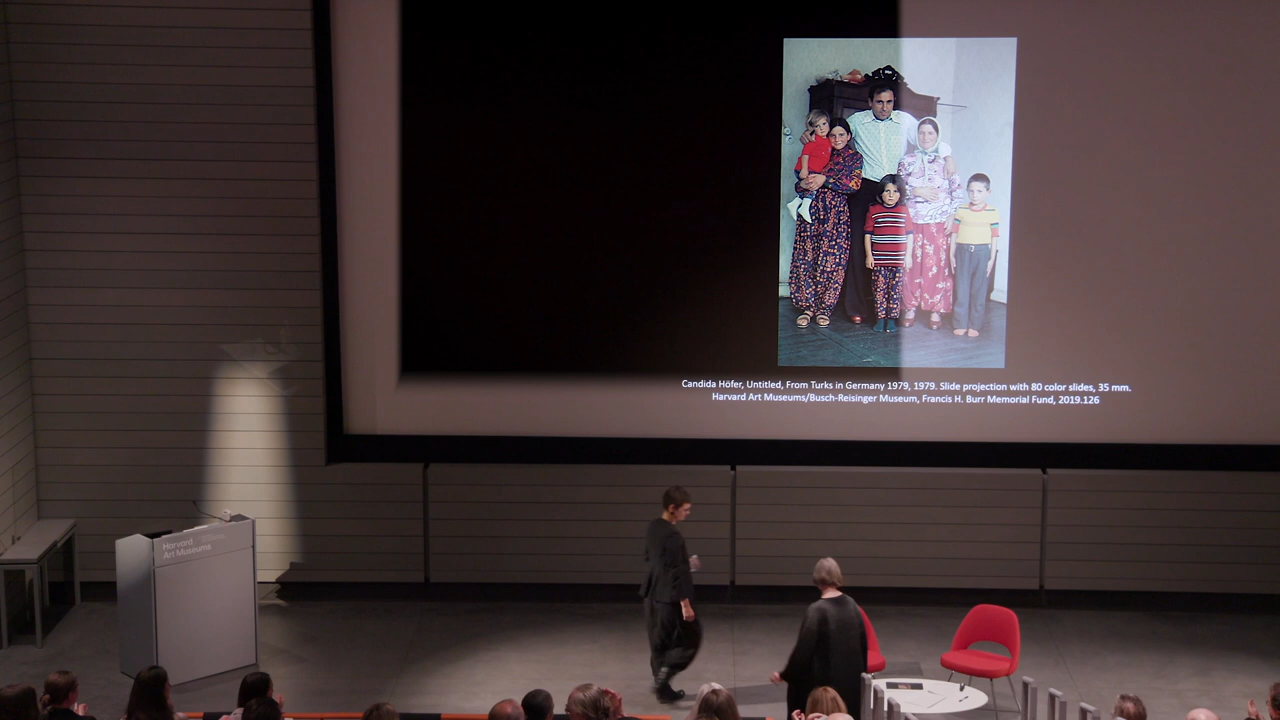 Candida Höfer, Untitled, From Turks in Germany 1979, 1979. Slide projection with 80 color slides, 35 mm.
Harvard Art Museums/Busch-Reisinger Museum, Francis H. Burr Memorial Fund, 2019.126
Harvard
Art Museums